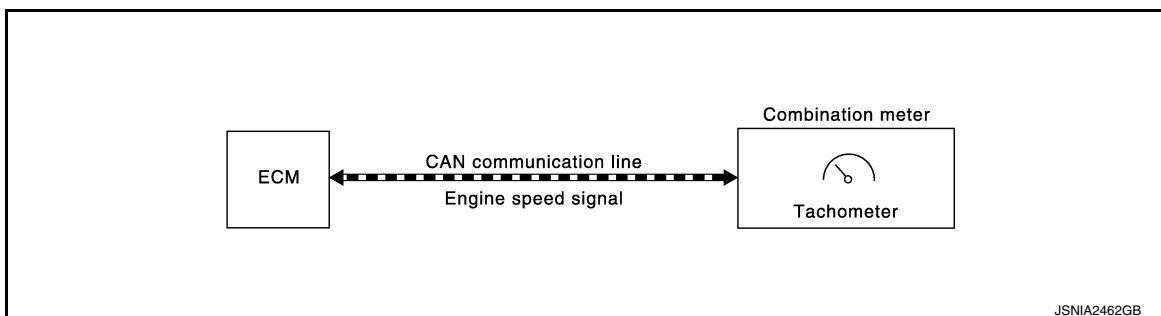 Combination meter
ECM
CAN communication line
Engine speed signal
Tachometer
JSNIA2462GB